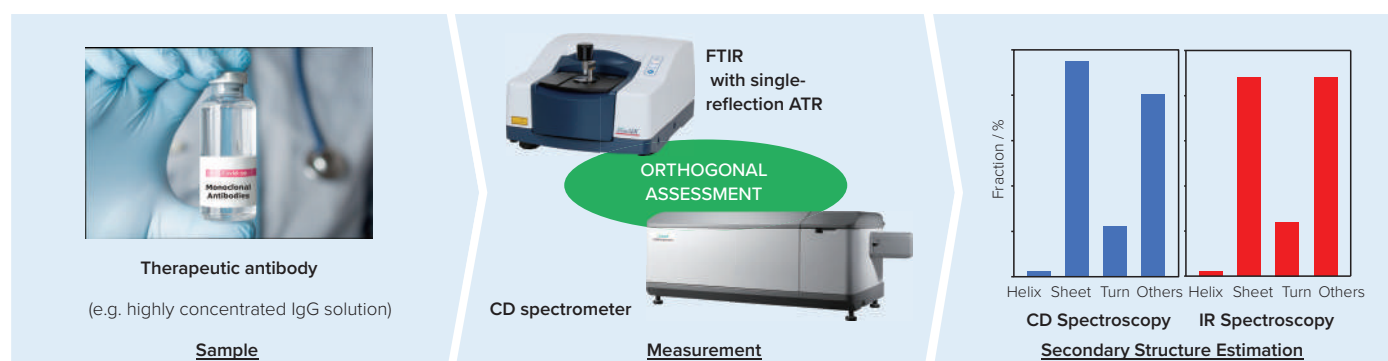 Monoclonal
Antibodies
Therapeutic antibody
(e.g. highly concentrated IgG solution)
Sample
FTIR
with single-
reflection ATR
ORTHOGONAL
ASSESSMENT
CD spectrometer
Measurement
Fraction / %
Helix Sheet Turn Others Helix Sheet Turn Others
CD Spectroscopy IR Spectroscopy
Secondary Structure Estimation